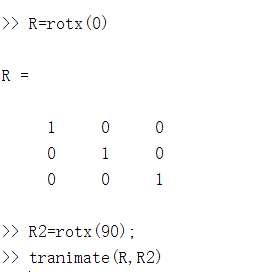 >> R=rotx(0)
R =
1 0 0
0 1 0
0 0 1
>> R2=rotx(90);
>> tranimate(R,R2)